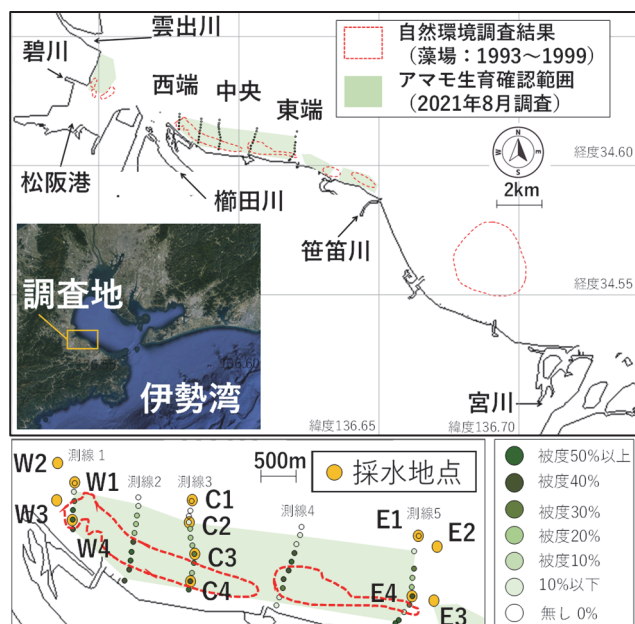 雲出川
碧川
西端
中央
東端
自然環境調査結果
（藻場：1993～1999）
アマモ生育確認範囲
（2021年8月調査）
N
W
E
S
2km
経度34.60
松阪港
櫛田川
笹笛川
調査地
伊勢湾
136.60
経度34.55
宮川
緯度136.65
緯度136.70
測線1
測線2
測線3
測線4
測線5
500m
採水地点
W2
W1
W3
W4
C1
C2
C3
C4
E1
E2
E4
E3
被度50%以上
被度40%
被度30%
被度20%
被度10%
10%以下
無し 0%